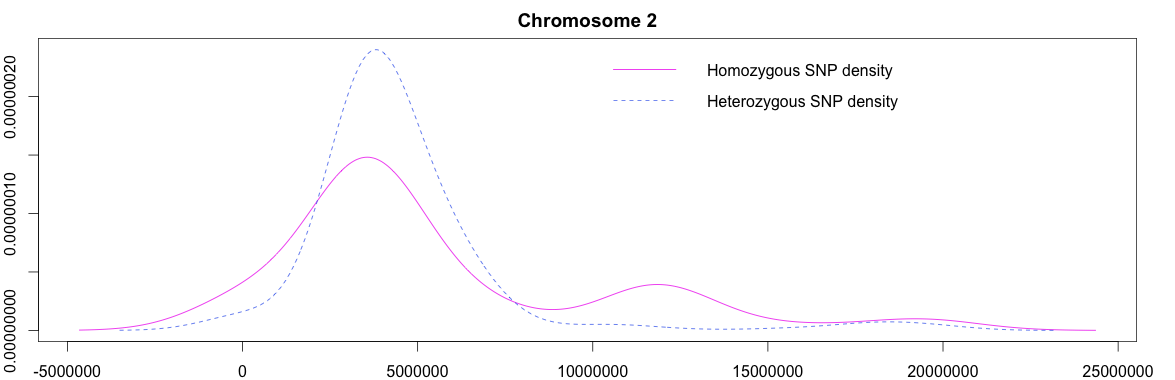 Chromosome 2
Homozygous SNP density
Heterozygous SNP density
0.00000020
0.00000010
0.00000000
-5000000 0 5000000 10000000 15000000 20000000 25000000